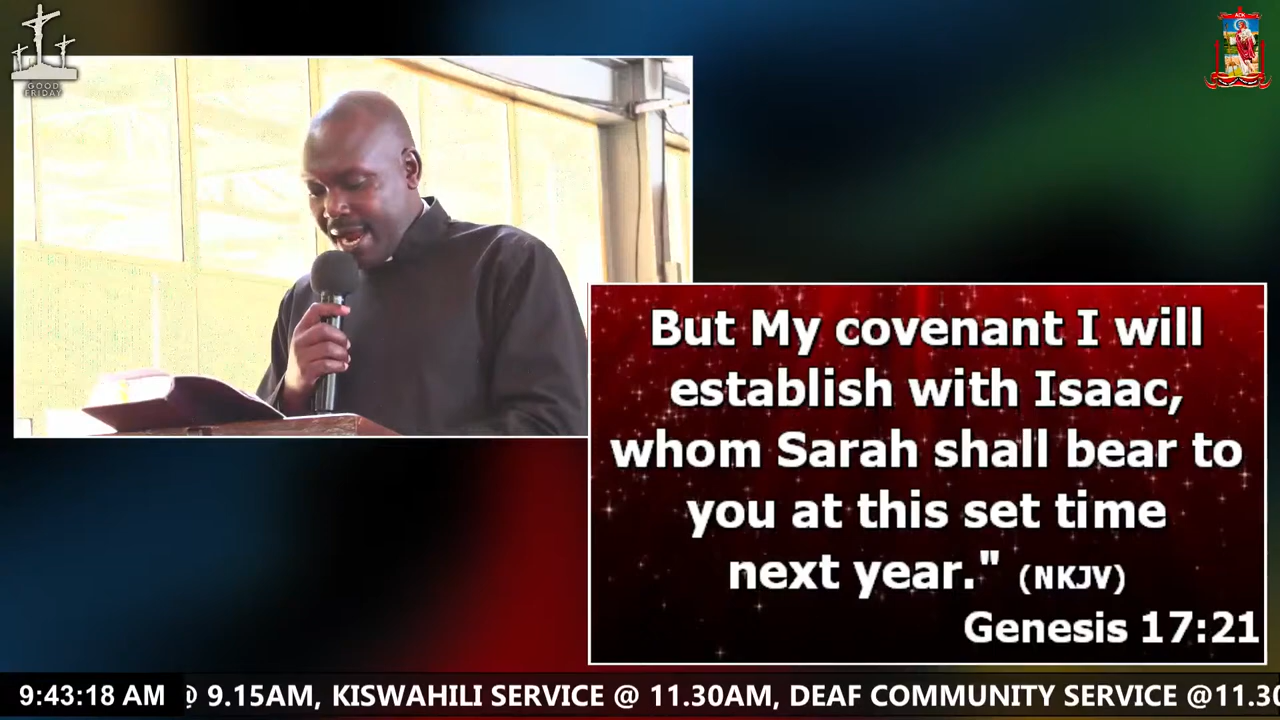 GOOD
FRIDAY
ACK
But My covenant I will
establish with Isaac,
whom Sarah shall bear to
you at this set time
next year." (NKJV)
Genesis 17:21
9:43:18 AM
@ 9.15AM, KISWAHILI SERVICE @ 11.30AM, DEAF COMMUNITY SERVICE @11.30